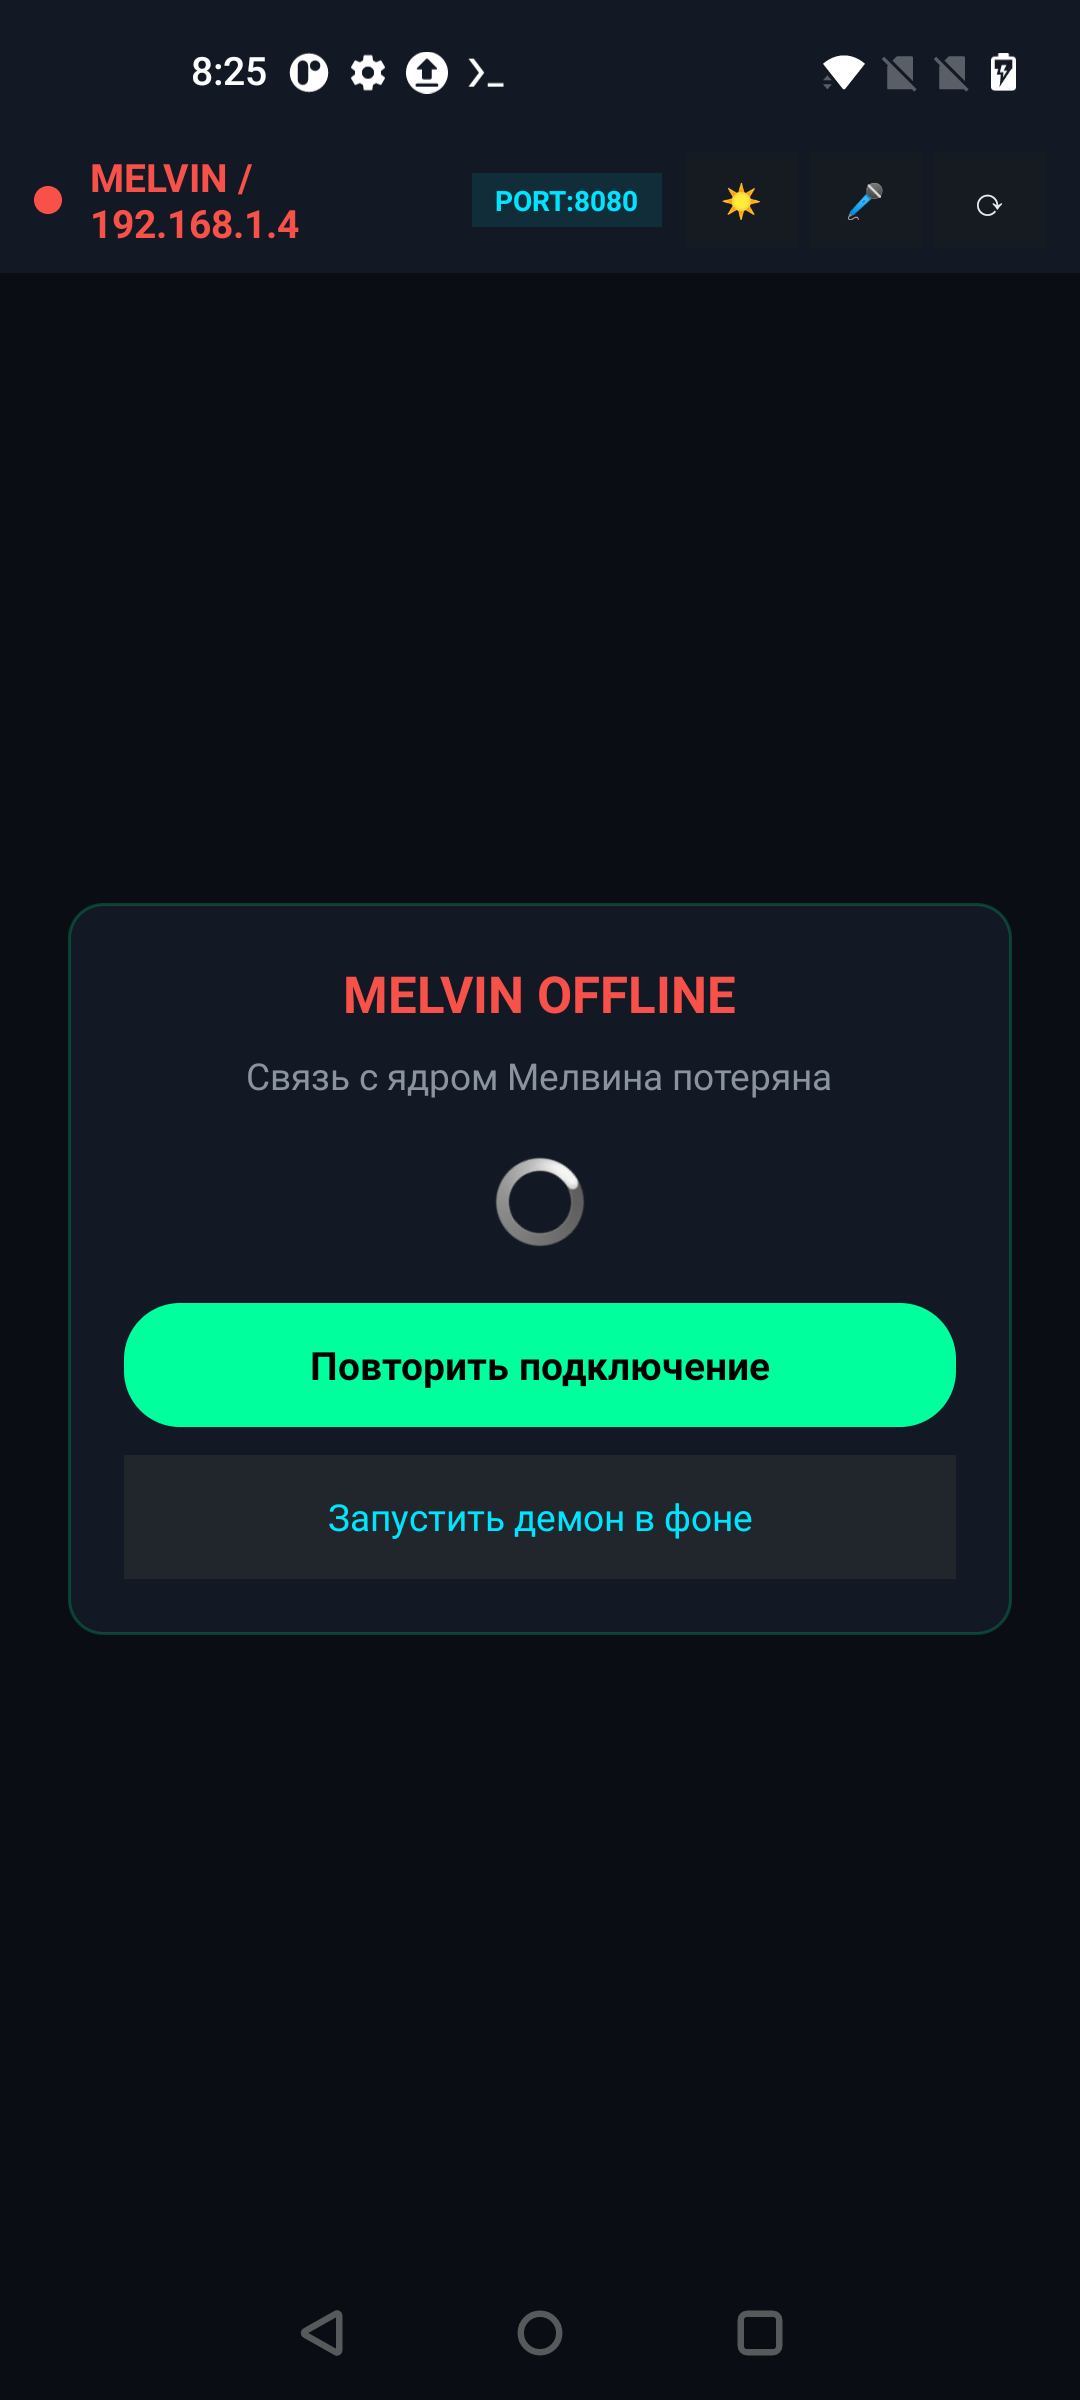 8:25
MELVIN /
192.168.1.4
PORT:8080
MELVIN OFFLINE
Связь с ядром Мелвина потеряна
Повторить подключение
Запустить демон в фоне